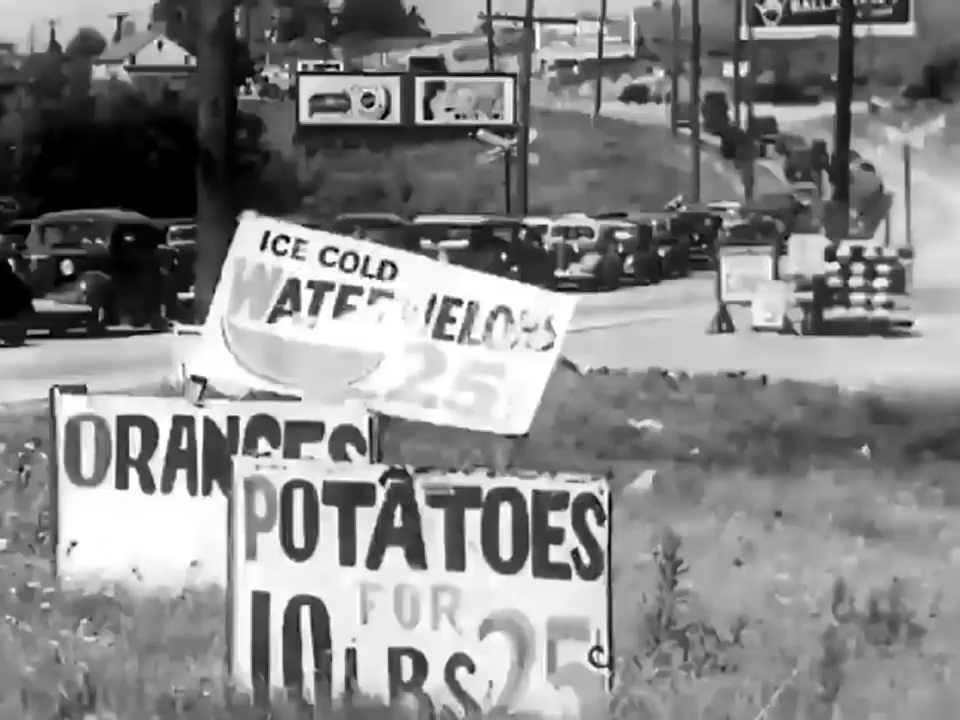 ICE COLD
WATERMELONS
25
ORANGES
POTATOES
FOR
10 LBS 25¢